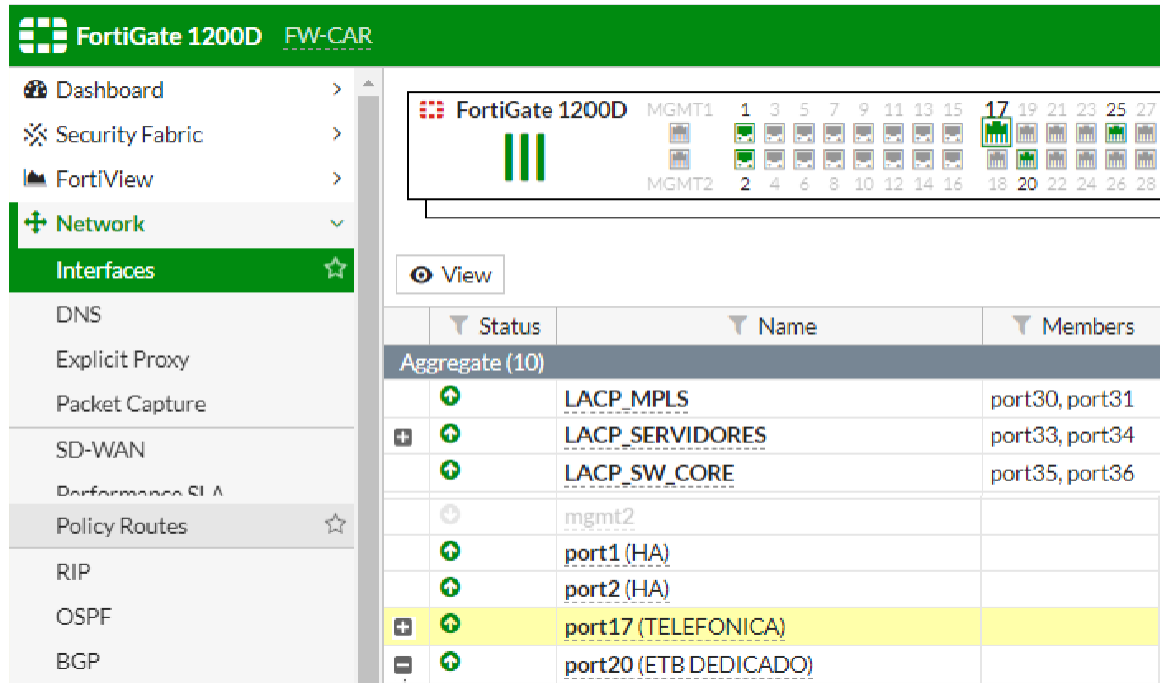 FortiGate 1200D FW-CAR
Dashboard
Security Fabric
FortiView
Network
Interfaces
DNS
Explicit Proxy
Packet Capture
SD-WAN
Performance SLA
Policy Routes
RIP
OSPF
BGP
FortiGate 1200D MGMT1 1 3 5 7 9 11 13 15 17 19 21 23 25 27
MGMT2 2 4 6 8 10 12 14 16 18 20 22 24 26 28
View
Status Name Members
Aggregate (10)
LACP_MPLS port30, port31
LACP_SERVIDORES port33, port34
LACP_SW_CORE port35, port36
mgmt2
port1 (HA)
port2 (HA)
port17 (TELEFONICA)
port20 (ETB DEDICADO)